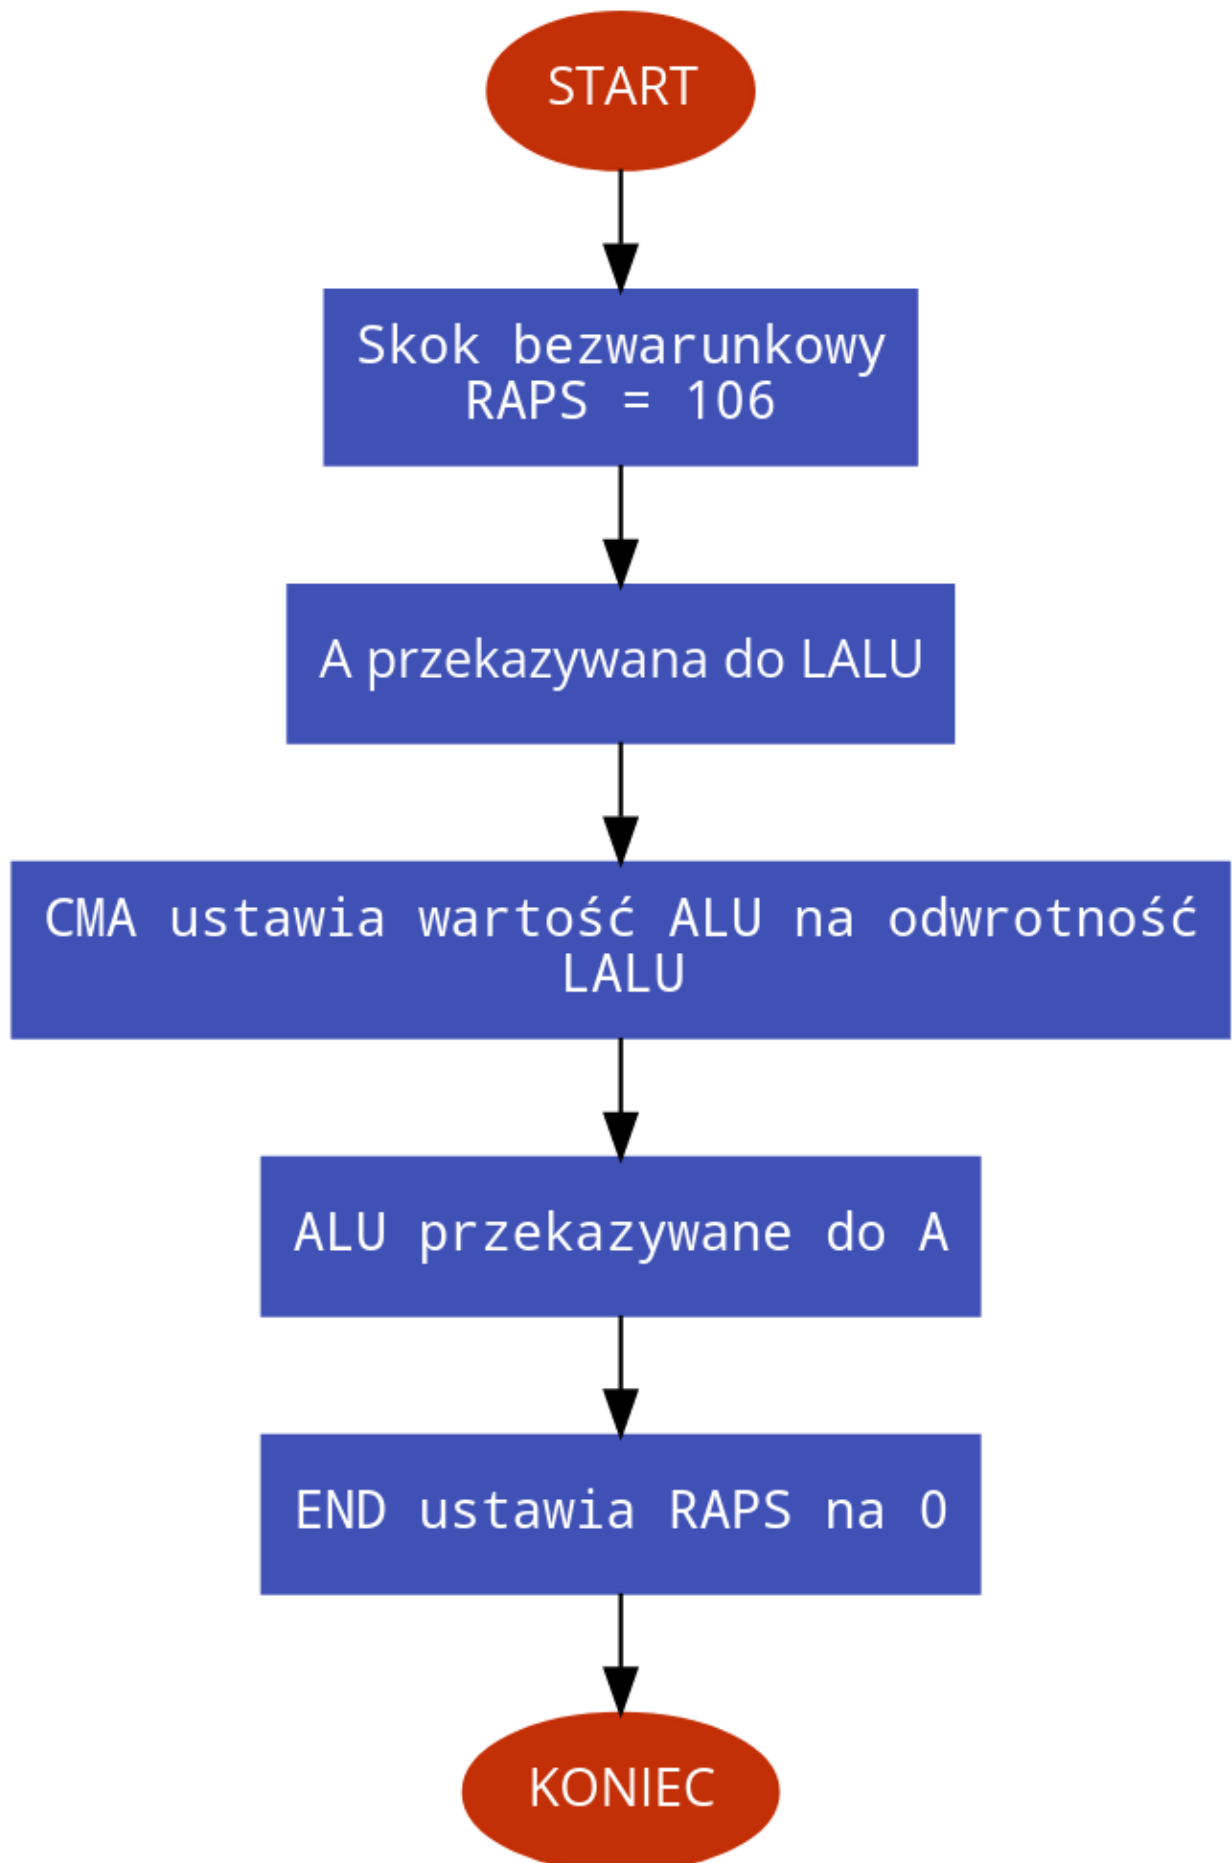 START
Skok bezwarunkowy
RAPS = 106
A przekazywana do LALU
CMA ustawia wartość ALU na odwrotność
LALU
ALU przekazywane do A
END ustawia RAPS na 0
KONIEC